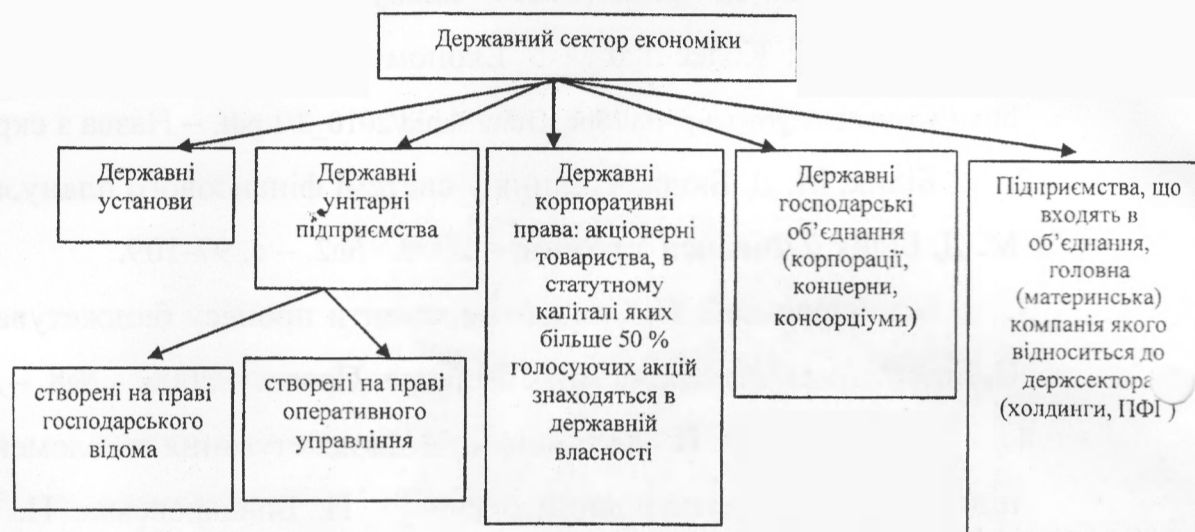 Державний сектор економіки
Державні
установи
Державні
унітарні
підприємства
Державні
корпоративні
права: акціонерні
товариства, в
статутному
капіталі яких
більше 50 %
голосуючих акцій
знаходяться в
державній
власності
Державні
господарські
об’єднання
(корпорації,
концерни,
консорціуми)
Підприємства, що
входять в
об’єднання,
головна
(материнська)
компанія якого
відноситься до
держсектора
(холдинги, ПФГ )
створені на праві
господарського
відома
створені на праві
оперативного
управління